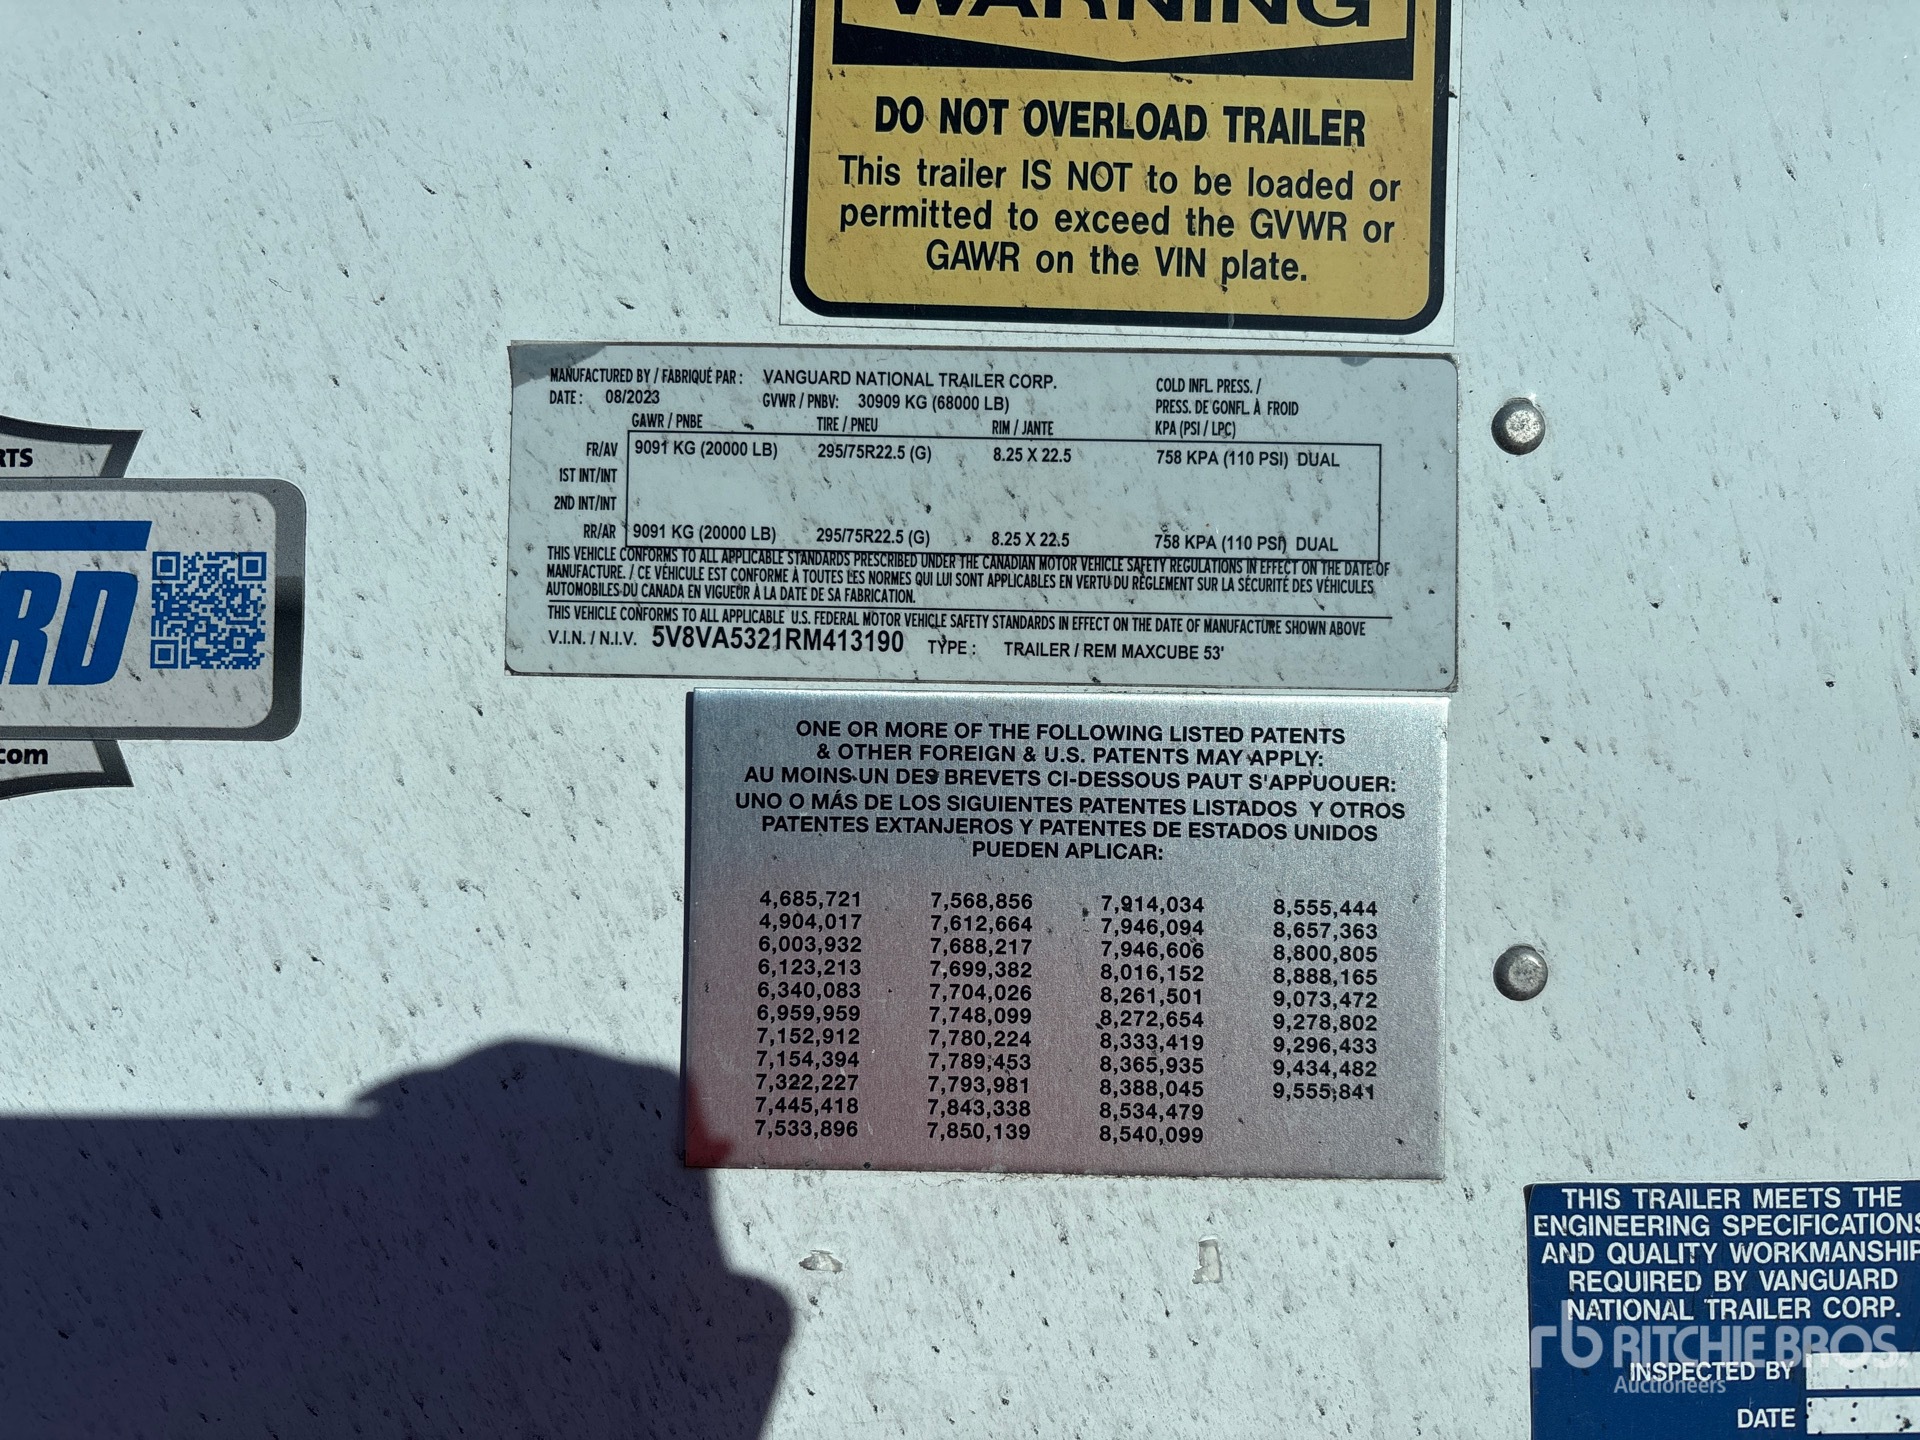 WARNING
DO NOT OVERLOAD TRAILER
This trailer IS NOT to be loaded or
permitted to exceed the GVWR or
GAWR on the VIN plate.
MANUFACTURED BY / FABRIQUÉ PAR : VANGUARD NATIONAL TRAILER CORP. COLD INFL. PRESS. /
DATE : 08/2023 GVWR / PNBV: 30909 KG (68000 LB) PRESS. DE GONFL. À FROID
GAWR / PNBE TIRE / PNEU RIM / JANTE KPA (PSI / LPC)
FR/AV 9091 KG (20000 LB) 295/75R22.5 (G) 8.25 X 22.5 758 KPA (110 PSI) DUAL
1ST INT/INT
2ND INT/INT
RR/AR 9091 KG (20000 LB) 295/75R22.5 (G) 8.25 X 22.5 758 KPA (110 PSI) DUAL
THIS VEHICLE CONFORMS TO ALL APPLICABLE STANDARDS PRESCRIBED UNDER THE CANADIAN MOTOR VEHICLE SAFETY REGULATIONS IN EFFECT ON THE DATE OF
MANUFACTURE. / CE VÉHICULE EST CONFORME À TOUTES LES NORMES QUI LUI SONT APPLICABLES EN VERTU DU RÈGLEMENT SUR LA SÉCURITÉ DES VÉHICULES
AUTOMOBILES DU CANADA EN VIGUEUR À LA DATE DE SA FABRICATION.
THIS VEHICLE CONFORMS TO ALL APPLICABLE U.S. FEDERAL MOTOR VEHICLE SAFETY STANDARDS IN EFFECT ON THE DATE OF MANUFACTURE SHOWN ABOVE
V.I.N. / N.I.V. 5V8VA5321RM413190 TYPE : TRAILER / REM MAXCUBE 53'
RTS
RD
com
ONE OR MORE OF THE FOLLOWING LISTED PATENTS
& OTHER FOREIGN & U.S. PATENTS MAY APPLY:
AU MOINS UN DES BREVETS CI-DESSOUS PAUT S'APPUOUER:
UNO O MÁS DE LOS SIGUIENTES PATENTES LISTADOS Y OTROS
PATENTES EXTANJEROS Y PATENTES DE ESTADOS UNIDOS
PUEDEN APLICAR:
4,685,721 7,568,856 7,914,034 8,555,444
4,904,017 7,612,664 7,946,094 8,657,363
6,003,932 7,688,217 7,946,606 8,800,805
6,123,213 7,699,382 8,016,152 8,888,165
6,340,083 7,704,026 8,261,501 9,073,472
6,959,959 7,748,099 8,272,654 9,278,802
7,152,912 7,780,224 8,333,419 9,296,433
7,154,394 7,789,453 8,365,935 9,434,482
7,322,227 7,793,981 8,388,045 9,555,841
7,445,418 7,843,338 8,534,479
7,533,896 7,850,139 8,540,099
THIS TRAILER MEETS THE
ENGINEERING SPECIFICATIONS
AND QUALITY WORKMANSHIP
REQUIRED BY VANGUARD
NATIONAL TRAILER CORP.
rb RITCHIE BROS.
INSPECTED BY
Auctioneers
DATE